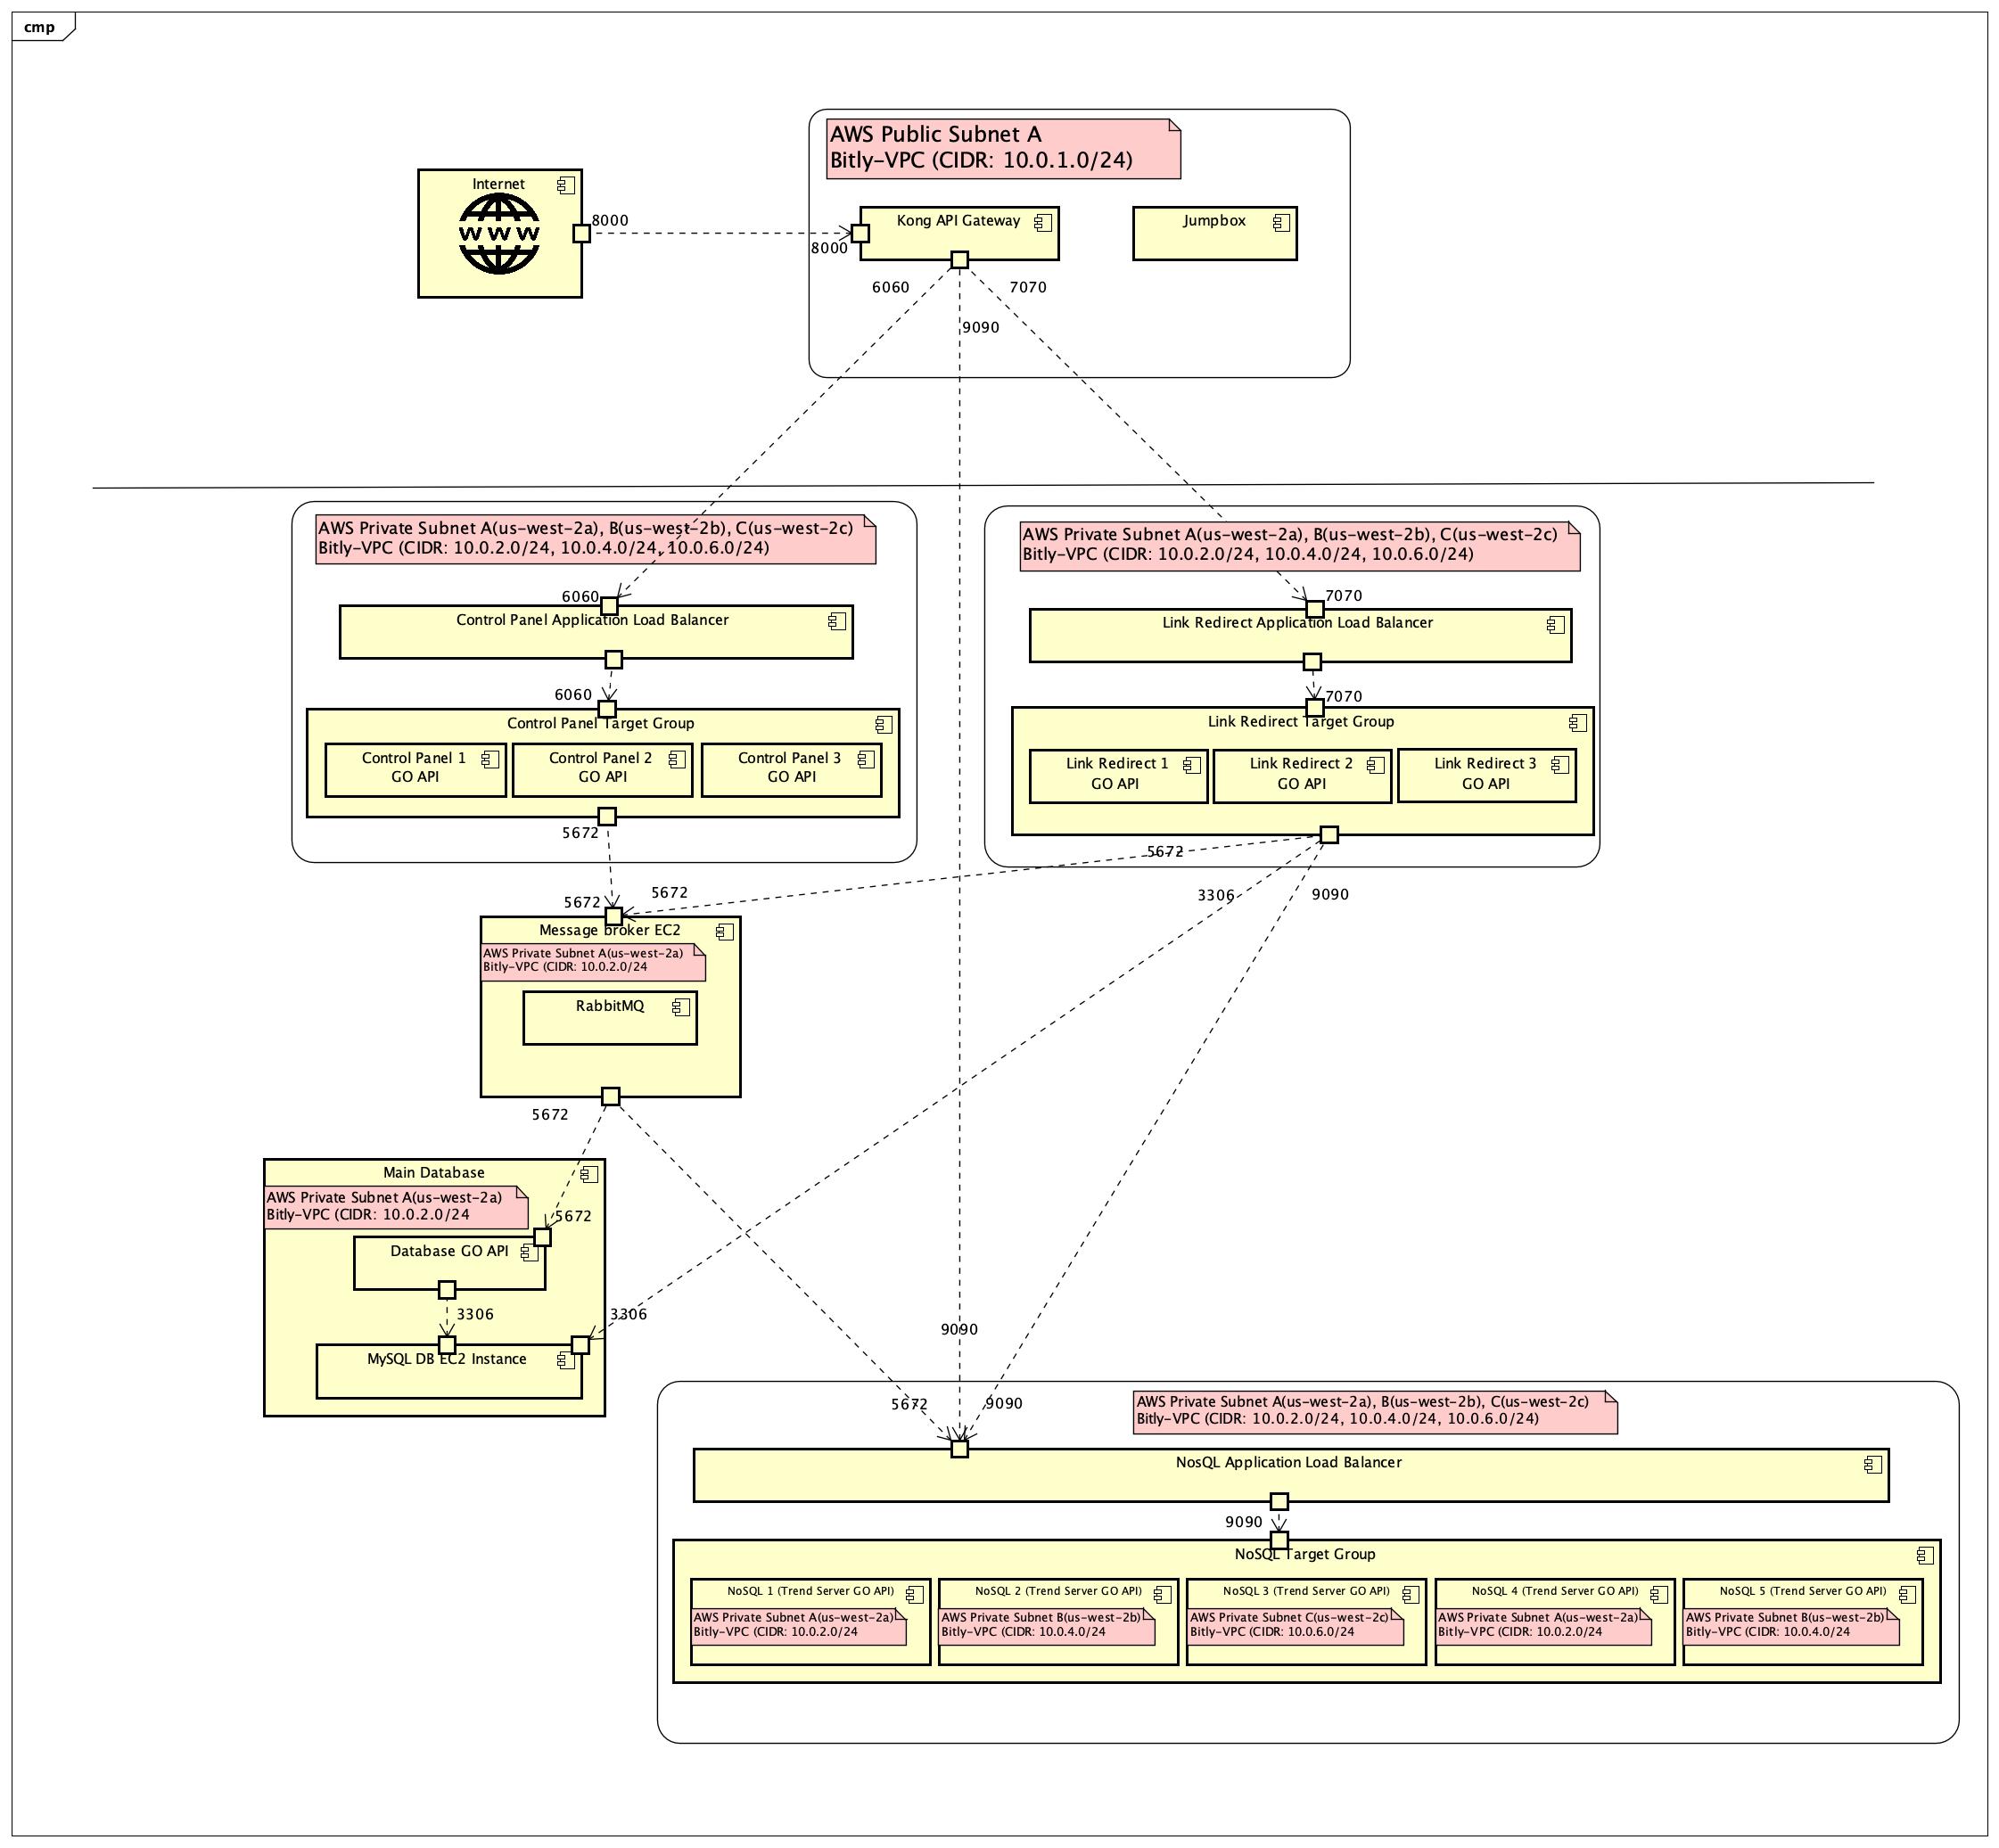 cmp
AWS Public Subnet A
Bitly-VPC (CIDR: 10.0.1.0/24)
Internet
WWW
8000
8000
Kong API Gateway
Jumpbox
6060
7070
9090
AWS Private Subnet A(us-west-2a), B(us-west-2b), C(us-west-2c)
Bitly-VPC (CIDR: 10.0.2.0/24, 10.0.4.0/24, 10.0.6.0/24)
6060
Control Panel Application Load Balancer
6060
Control Panel Target Group
Control Panel 1
GO API
Control Panel 2
GO API
Control Panel 3
GO API
5672
AWS Private Subnet A(us-west-2a), B(us-west-2b), C(us-west-2c)
Bitly-VPC (CIDR: 10.0.2.0/24, 10.0.4.0/24, 10.0.6.0/24)
7070
Link Redirect Application Load Balancer
7070
Link Redirect Target Group
Link Redirect 1
GO API
Link Redirect 2
GO API
Link Redirect 3
GO API
5672
3306
9090
5672
5672
Message broker EC2
AWS Private Subnet A(us-west-2a)
Bitly-VPC (CIDR: 10.0.2.0/24
RabbitMQ
5672
Main Database
AWS Private Subnet A(us-west-2a)
Bitly-VPC (CIDR: 10.0.2.0/24
5672
Database GO API
3306
3306
MySQL DB EC2 Instance
9090
5672
9090
AWS Private Subnet A(us-west-2a), B(us-west-2b), C(us-west-2c)
Bitly-VPC (CIDR: 10.0.2.0/24, 10.0.4.0/24, 10.0.6.0/24)
NosQL Application Load Balancer
9090
NoSQL Target Group
NoSQL 1 (Trend Server GO API)
AWS Private Subnet A(us-west-2a)
Bitly-VPC (CIDR: 10.0.2.0/24
NoSQL 2 (Trend Server GO API)
AWS Private Subnet B(us-west-2b)
Bitly-VPC (CIDR: 10.0.4.0/24
NoSQL 3 (Trend Server GO API)
AWS Private Subnet C(us-west-2c)
Bitly-VPC (CIDR: 10.0.6.0/24
NoSQL 4 (Trend Server GO API)
AWS Private Subnet A(us-west-2a)
Bitly-VPC (CIDR: 10.0.2.0/24
NoSQL 5 (Trend Server GO API)
AWS Private Subnet B(us-west-2b)
Bitly-VPC (CIDR: 10.0.4.0/24